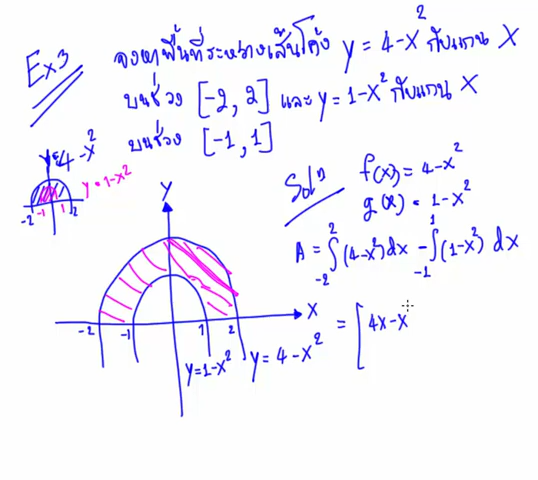 Ex3 จงหาพื้นที่ระหว่างเส้นโค้ง y = 4-x² กับแกน X
บนช่วง [-2, 2] และ y = 1-x² กับแกน X
บนช่วง [-1, 1]
y = 4-x²
y = 1-x²
-2 -1 1 2
Solⁿ f(x) = 4-x²
g(x) = 1-x²
A = ∫₋₂² (4-x²)dx - ∫₋₁¹ (1-x²) dx
Y
X
-2 -1 1 2
y = 1-x² y = 4-x²
= [4x-x